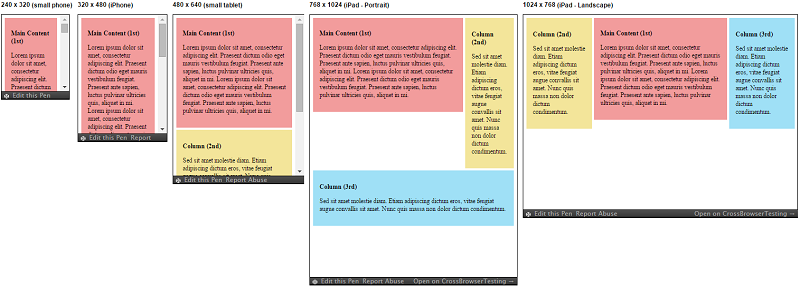 240 x 320 (small phone)
Main Content (1st)
Lorem ipsum
dolor sit amet,
consectetur
adipiscing elit.
Praesent dictum
Edit this Pen
320 x 480 (iPhone)
Main Content (1st)
Lorem ipsum dolor sit
amet, consectetur
adipiscing elit. Praesent
dictum odio eget mauris
vestibulum feugiat.
Praesent ante sapien,
luctus pulvinar ultricies
quis, aliquet in mi.
Lorem ipsum dolor sit
amet, consectetur
adipiscing elit. Praesent
dictum odio eget mauris
Edit this Pen Report
480 x 640 (small tablet)
Main Content (1st)
Lorem ipsum dolor sit amet, consectetur
adipiscing elit. Praesent dictum odio eget mauris
vestibulum feugiat. Praesent ante sapien, luctus
pulvinar ultricies quis, aliquet in mi. Lorem
ipsum dolor sit amet, consectetur adipiscing elit.
Praesent dictum odio eget mauris vestibulum
feugiat. Praesent ante sapien, luctus pulvinar
ultricies quis, aliquet in mi.
Column (2nd)
Sed sit amet molestie diam. Etiam
adipiscing dictum eros, vitae feugiat
Edit this Pen Report Abuse
768 x 1024 (iPad - Portrait)
Main Content (1st)
Lorem ipsum dolor sit amet, consectetur adipiscing elit.
Praesent dictum odio eget mauris vestibulum feugiat.
Praesent ante sapien, luctus pulvinar ultricies quis, aliquet
in mi. Lorem ipsum dolor sit amet, consectetur adipiscing
elit. Praesent dictum odio eget mauris vestibulum feugiat.
Praesent ante sapien, luctus pulvinar ultricies quis, aliquet
in mi.
Column
(2nd)
Sed sit amet
molestie diam.
Etiam
adipiscing
dictum eros,
vitae feugiat
augue
convallis sit
amet. Nunc
quis massa
non dolor
dictum
condimentum.
Column (3rd)
Sed sit amet molestie diam. Etiam adipiscing dictum eros, vitae feugiat
augue convallis sit amet. Nunc quis massa non dolor dictum condimentum.
Edit this Pen Report Abuse Open on CrossBrowserTesting →
1024 x 768 (iPad - Landscape)
Column (2nd)
Sed sit amet molestie
diam. Etiam
adipiscing dictum
eros, vitae feugiat
augue convallis sit
amet. Nunc quis
massa non dolor
dictum
condimentum.
Main Content (1st)
Lorem ipsum dolor sit amet, consectetur
adipiscing elit. Praesent dictum odio eget mauris
vestibulum feugiat. Praesent ante sapien, luctus
pulvinar ultricies quis, aliquet in mi. Lorem
ipsum dolor sit amet, consectetur adipiscing elit.
Praesent dictum odio eget mauris vestibulum
feugiat. Praesent ante sapien, luctus pulvinar
ultricies quis, aliquet in mi.
Column (3rd)
Sed sit amet molestie
diam. Etiam
adipiscing dictum
eros, vitae feugiat
augue convallis sit
amet. Nunc quis
massa non dolor
dictum
condimentum.
Edit this Pen Report Abuse Open on CrossBrowserTesting →